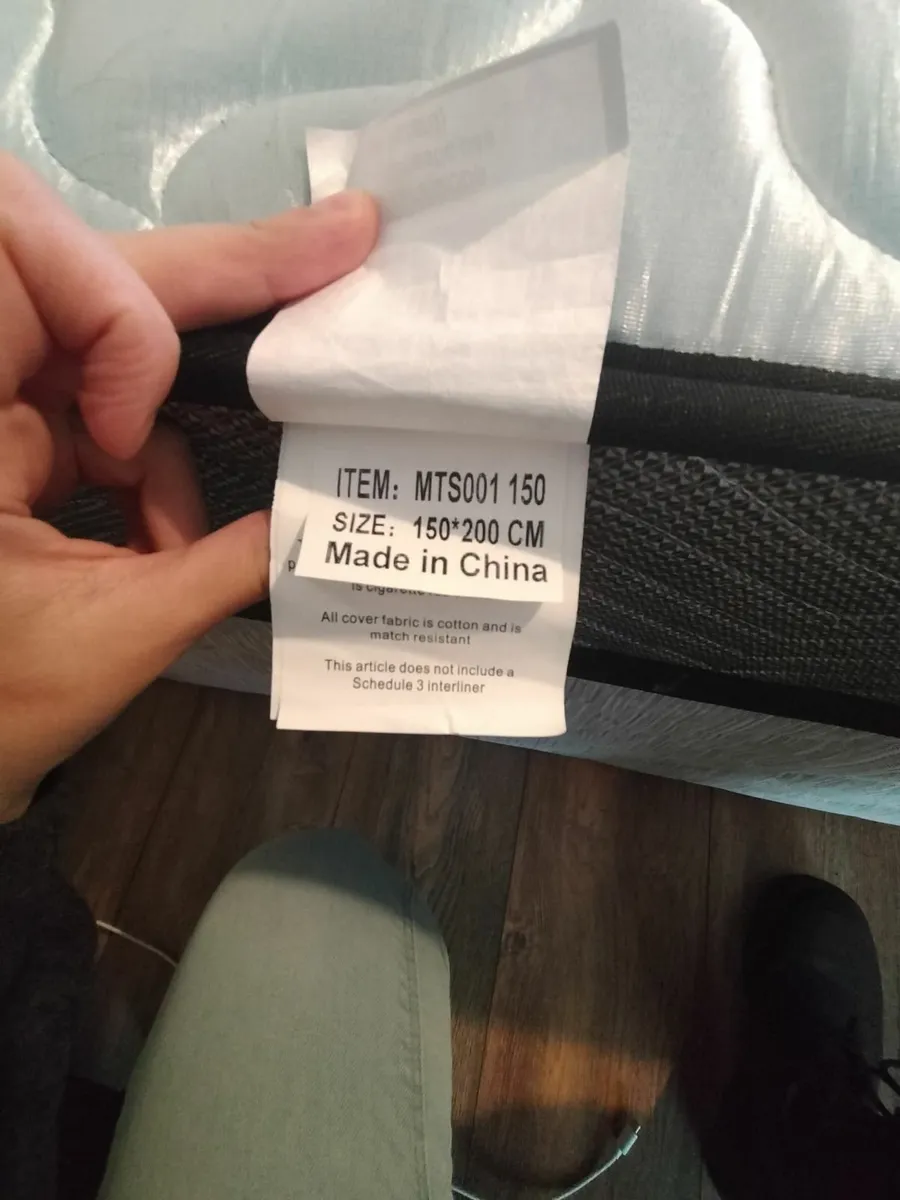 ITEM: MTS001 150
SIZE: 150*200 CM
Made in China
is
All cover fabric is cotton and is
match resistant
This article does not include a
Schedule 3 interliner